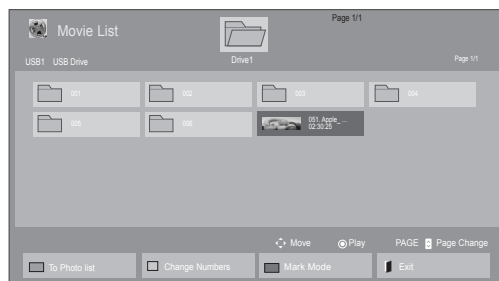 Page 1/1
Movie List
USB1 USB Drive
Drive1
Page 1/1
001
002
003
004
005
006
051. Apple_ ...
02:30:25
Move
Play
PAGE
Page Change
To Photo list
Change Numbers
Mark Mode
Exit